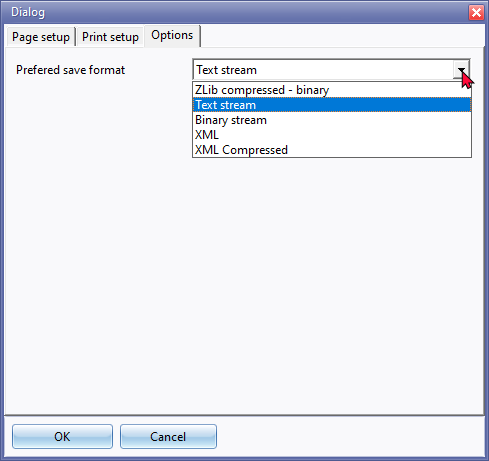 Dialog
Page setup Print setup Options
Prefered save format Text stream
ZLib compressed - binary
Text stream
Binary stream
XML
XML Compressed
OK Cancel